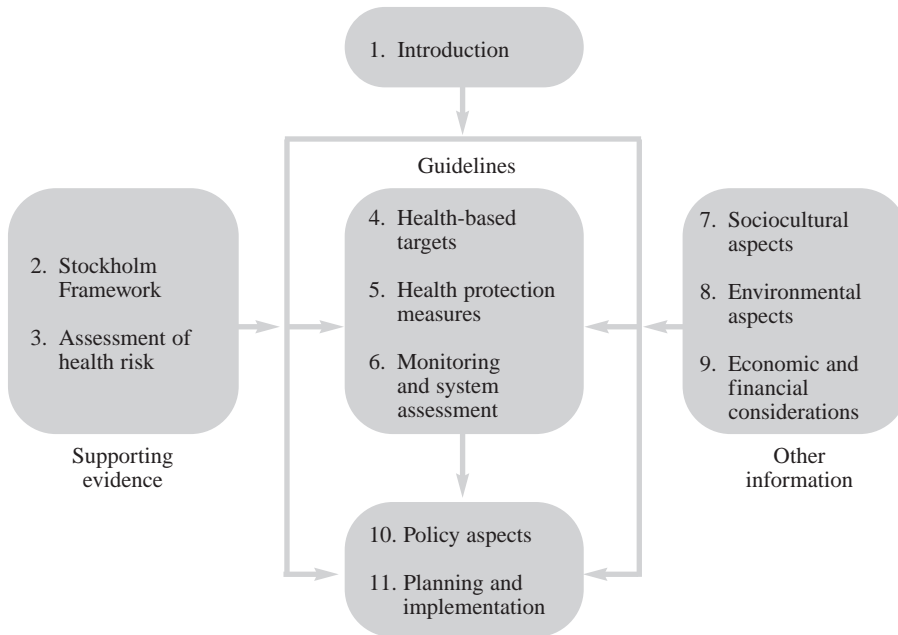 1. Introduction
Guidelines
2. Stockholm
Framework
3. Assessment of
health risk
Supporting
evidence
4. Health-based
targets
5. Health protection
measures
6. Monitoring
and system
assessment
7. Sociocultural
aspects
8. Environmental
aspects
9. Economic and
financial
considerations
Other
information
10. Policy aspects
11. Planning and
implementation